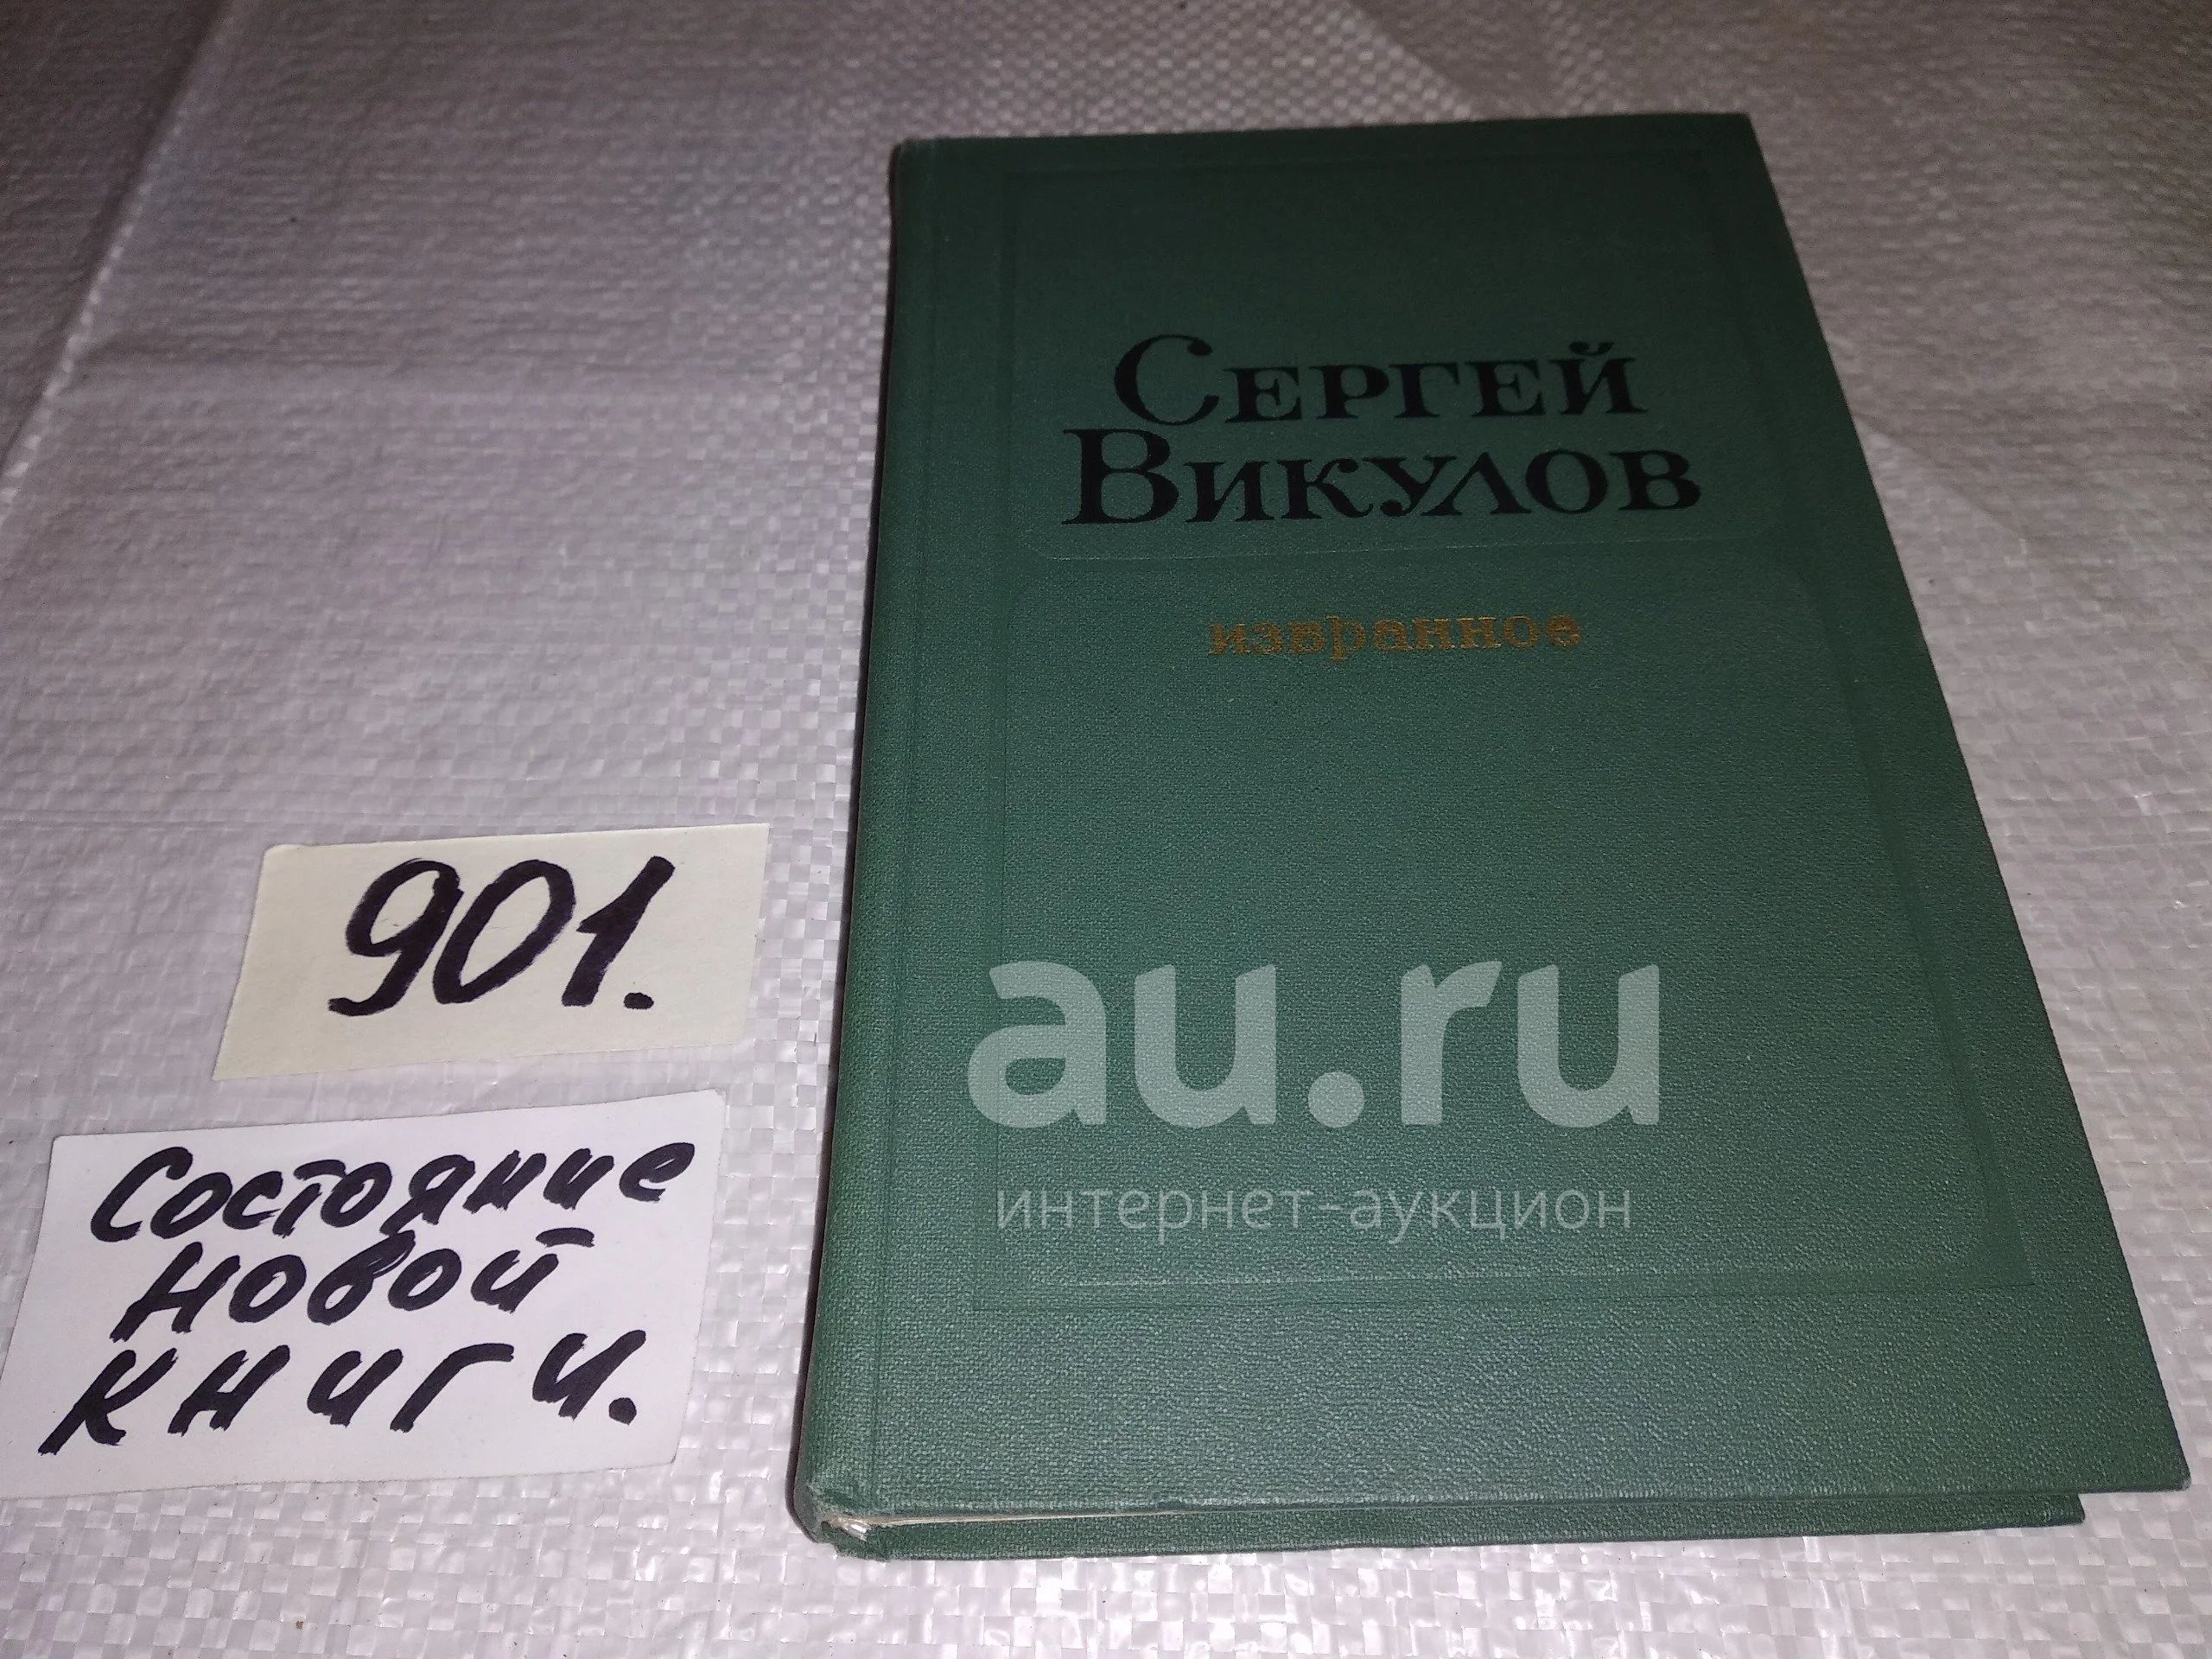 Сергей
Викулов
избранное
901.
Состояние
новой
книги.
au.ru
интернет-аукцион